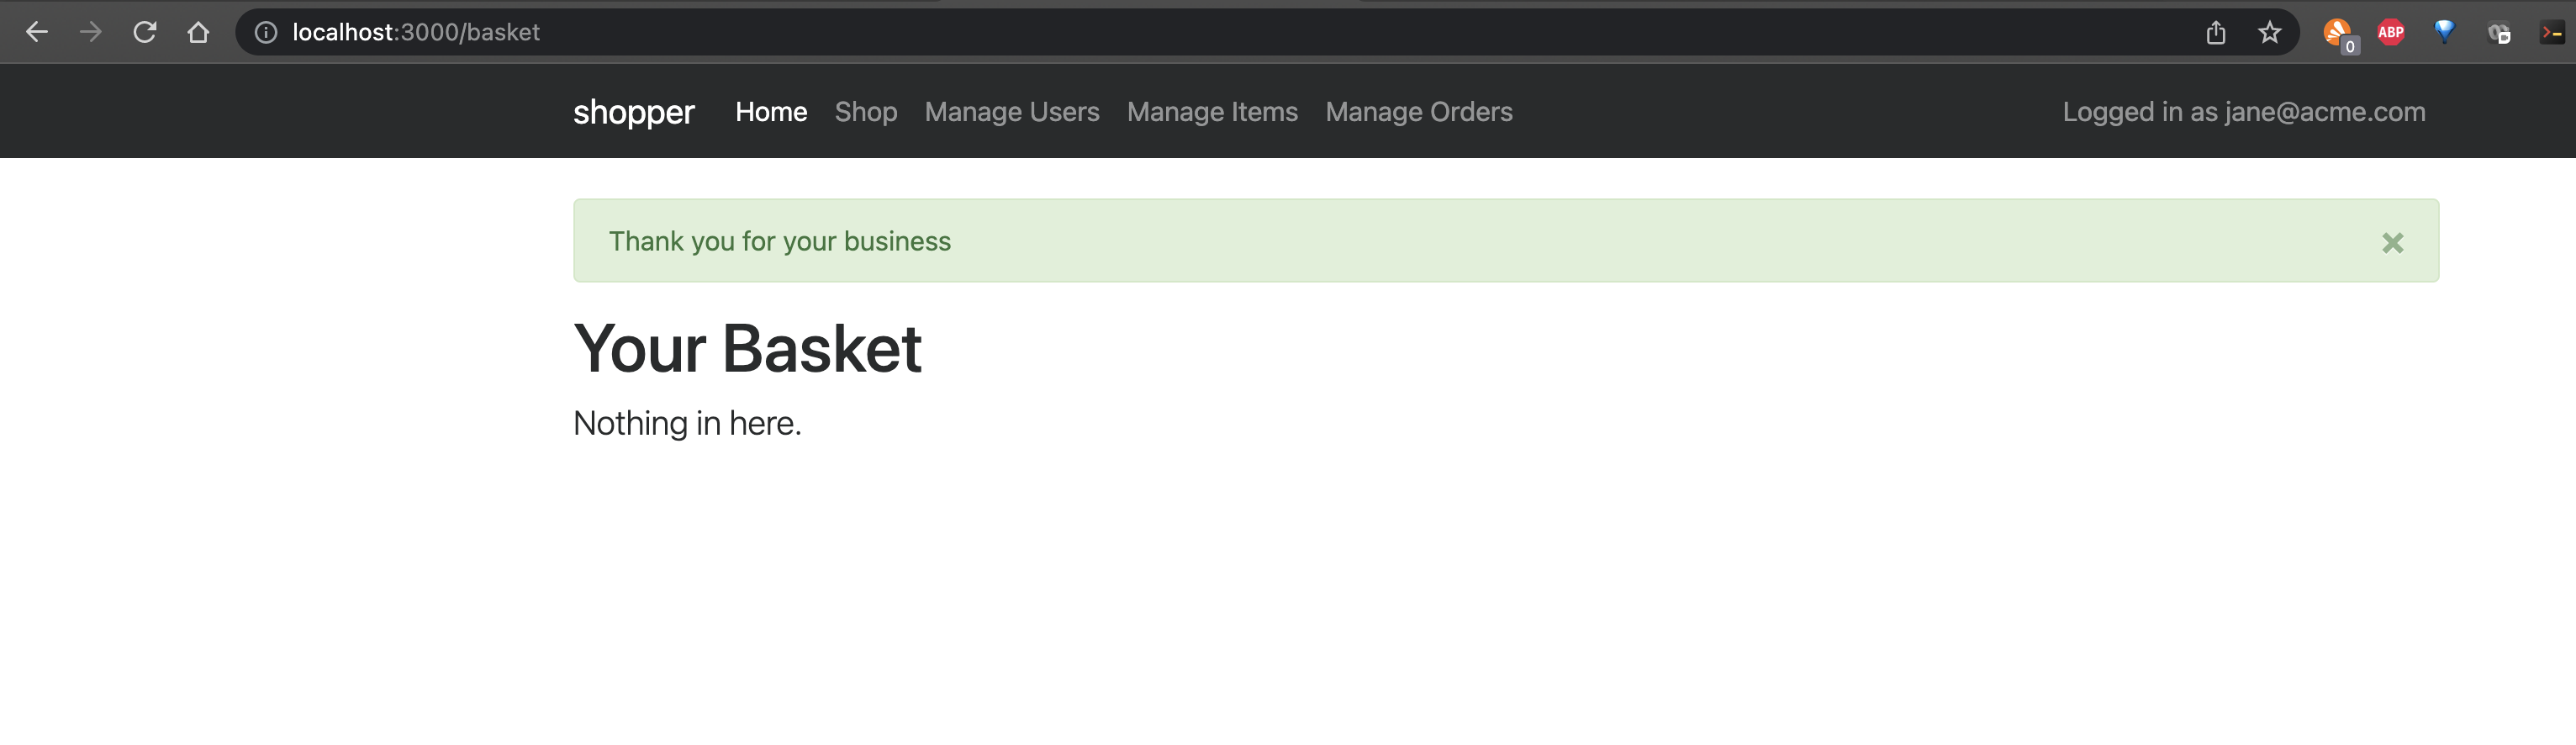 localhost:3000/basket
0
ABP
shopper Home Shop Manage Users Manage Items Manage Orders Logged in as jane@acme.com
Thank you for your business
Your Basket
Nothing in here.